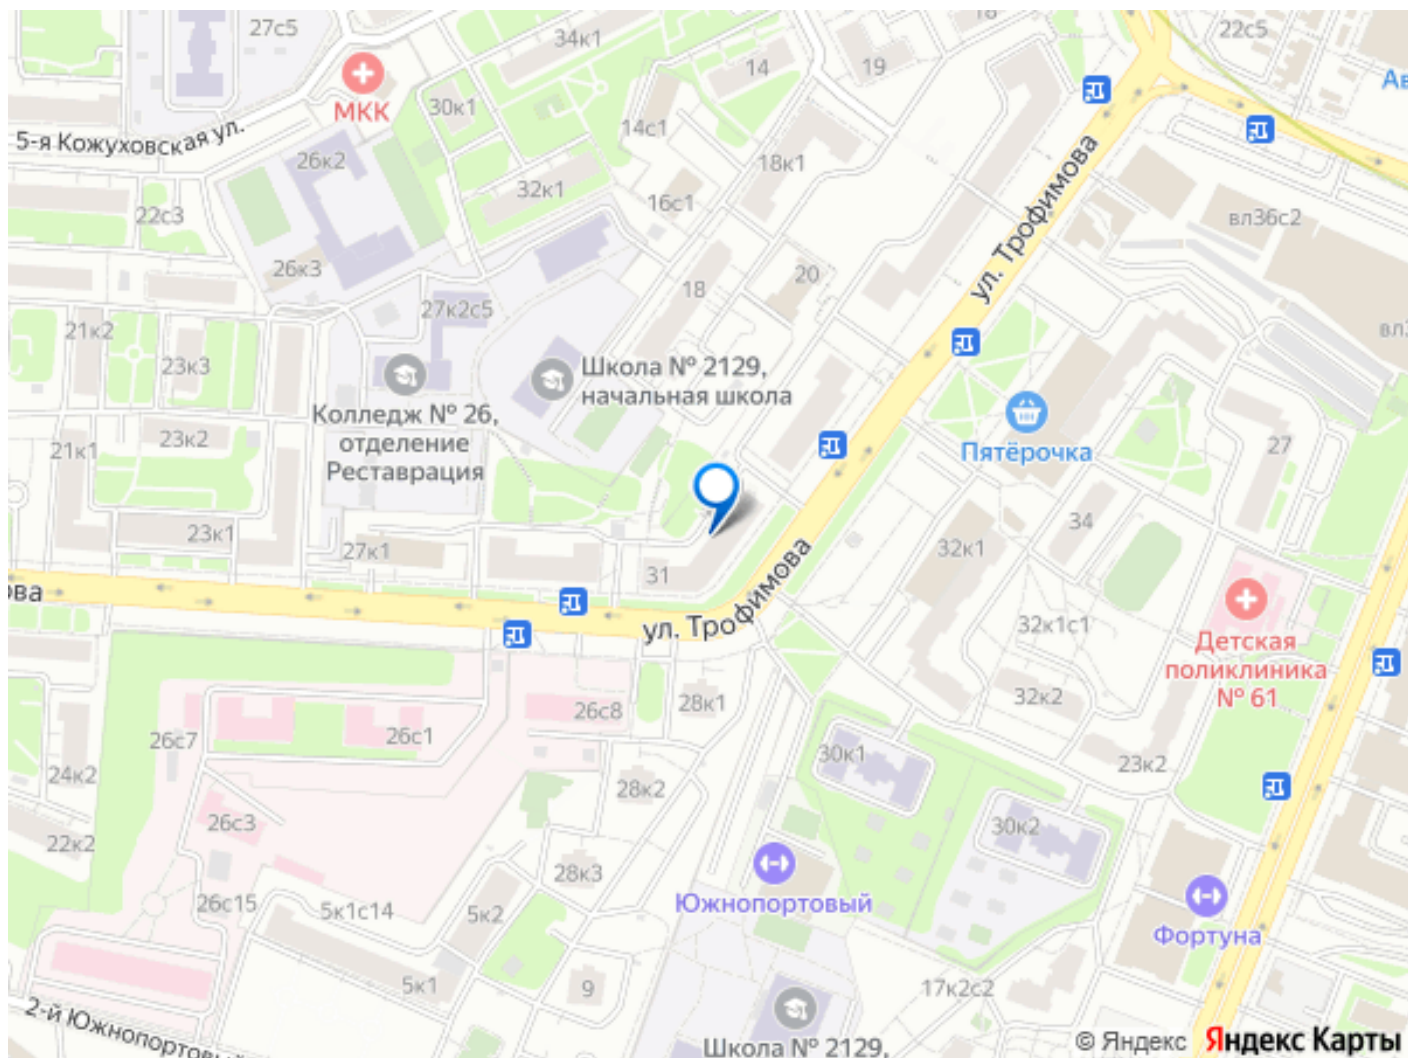 27с5
34к1
18
22с5
19
14
МКК
30к1
Ав
5-я Кожуховская ул.
14с1
26к2
18к1
32к1
ул. Трофимова
22с3
16с1
вл36с2
26к3
20
18
27к2с5
21к2
23к3
Школа № 2129,
начальная школа
Колледж № 26,
отделение
Реставрация
23к2
21к1
Пятёрочка
27
34
23к1
27к1
32к1
31
ова
ул. Трофимова
32к1с1
Детская
поликлиника
№ 61
32к2
28к1
26с8
26с7
26с1
30к1
23к2
24к2
28к2
26с3
30к2
22к2
28к3
Южнопортовый
26с15
5к1с14
5к2
Фортуна
5к1
9
17к2с2
2-й Южнопортовый
Школа № 2129,
© Яндекс Яндекс Карты